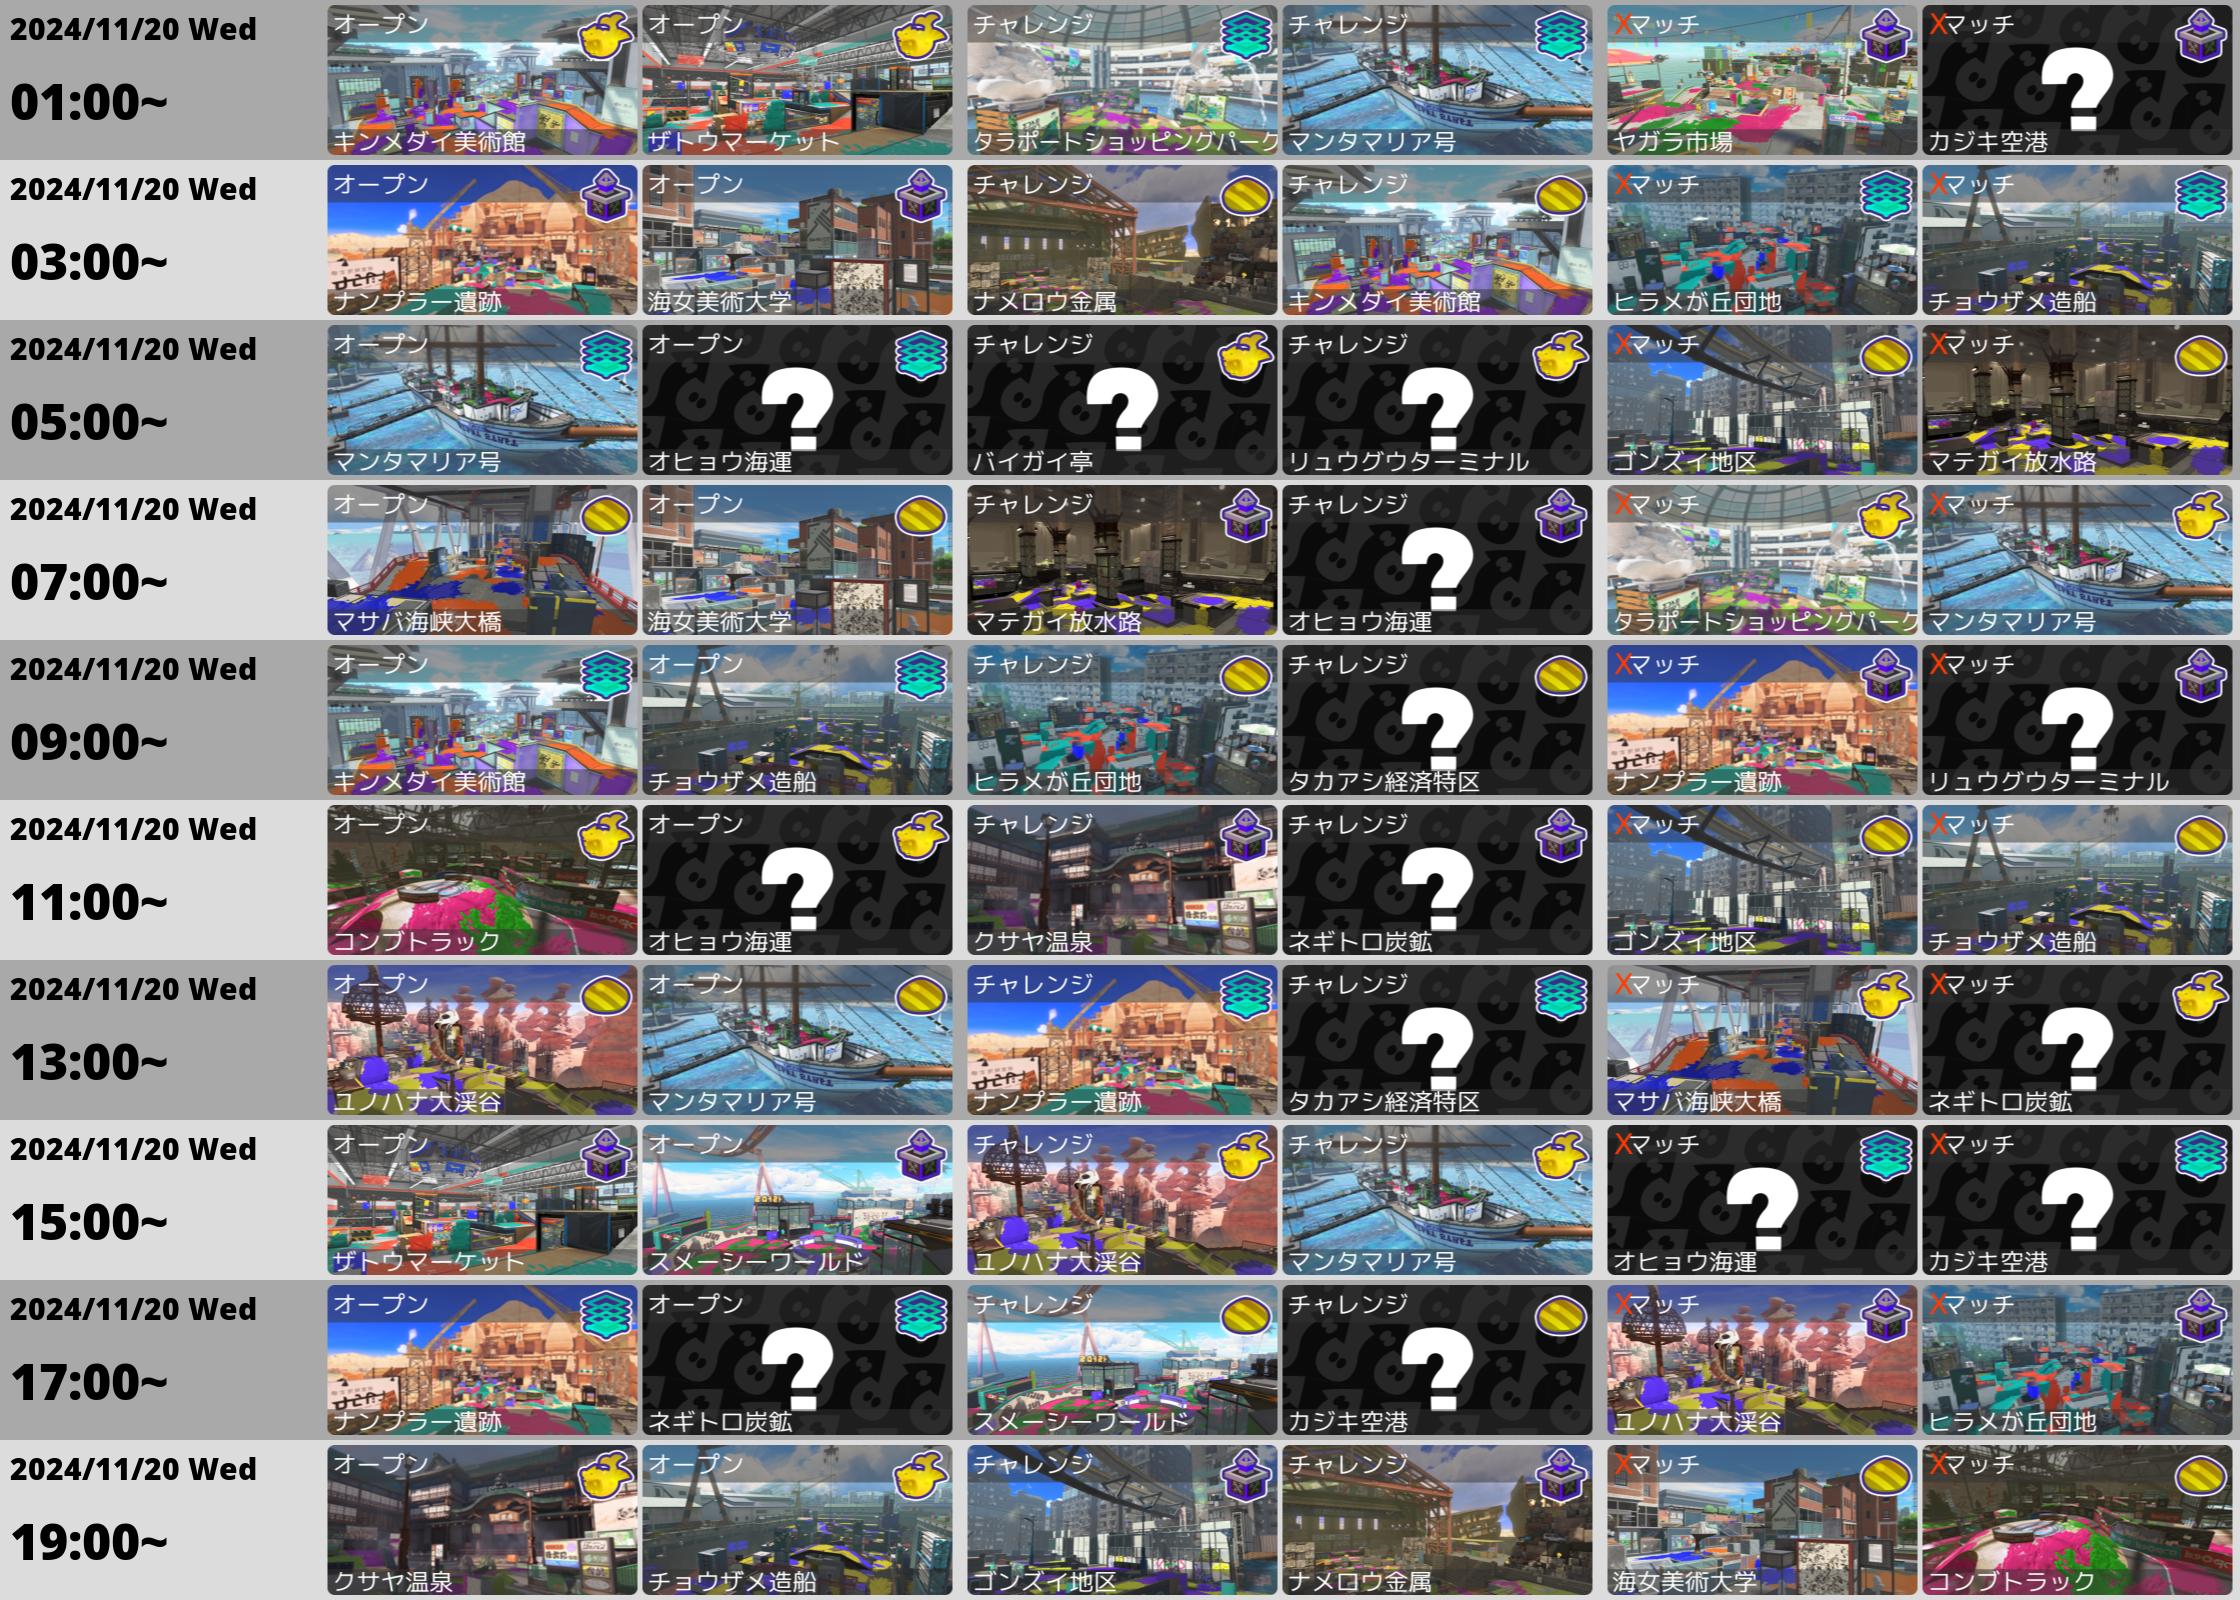 2024/11/20 Wed
01:00~
オープン
キンメダイ美術館
オープン
ザトウマーケット
チャレンジ
タラポートショッピングパーク
チャレンジ
マンタマリア号
Xマッチ
ヤガラ市場
Xマッチ
?
カジキ空港
2024/11/20 Wed
03:00~
オープン
ナンプラー遺跡
オープン
海女美術大学
チャレンジ
ナメロウ金属
チャレンジ
キンメダイ美術館
Xマッチ
ヒラメが丘団地
Xマッチ
チョウザメ造船
2024/11/20 Wed
05:00~
オープン
マンタマリア号
オープン
?
オヒョウ海運
チャレンジ
?
バイガイ亭
チャレンジ
?
リュウグウターミナル
Xマッチ
ゴンズイ地区
Xマッチ
マテガイ放水路
2024/11/20 Wed
07:00~
オープン
マサバ海峡大橋
オープン
海女美術大学
チャレンジ
マテガイ放水路
チャレンジ
?
オヒョウ海運
Xマッチ
タラポートショッピングパーク
Xマッチ
マンタマリア号
2024/11/20 Wed
09:00~
オープン
キンメダイ美術館
オープン
チョウザメ造船
チャレンジ
ヒラメが丘団地
チャレンジ
?
タカアシ経済特区
Xマッチ
ナンプラー遺跡
Xマッチ
?
リュウグウターミナル
2024/11/20 Wed
11:00~
オープン
コンブトラック
オープン
?
オヒョウ海運
チャレンジ
クサヤ温泉
チャレンジ
?
ネギトロ炭鉱
Xマッチ
ゴンズイ地区
Xマッチ
チョウザメ造船
2024/11/20 Wed
13:00~
オープン
ユノハナ大渓谷
オープン
マンタマリア号
チャレンジ
ナンプラー遺跡
チャレンジ
?
タカアシ経済特区
Xマッチ
マサバ海峡大橋
Xマッチ
?
ネギトロ炭鉱
2024/11/20 Wed
15:00~
オープン
ザトウマーケット
オープン
スメーシーワールド
チャレンジ
ユノハナ大渓谷
チャレンジ
マンタマリア号
Xマッチ
?
オヒョウ海運
Xマッチ
?
カジキ空港
2024/11/20 Wed
17:00~
オープン
ナンプラー遺跡
オープン
?
ネギトロ炭鉱
チャレンジ
スメーシーワールド
チャレンジ
?
カジキ空港
Xマッチ
ユノハナ大渓谷
Xマッチ
ヒラメが丘団地
2024/11/20 Wed
19:00~
オープン
クサヤ温泉
オープン
チョウザメ造船
チャレンジ
ゴンズイ地区
チャレンジ
ナメロウ金属
Xマッチ
海女美術大学
Xマッチ
コンブトラック